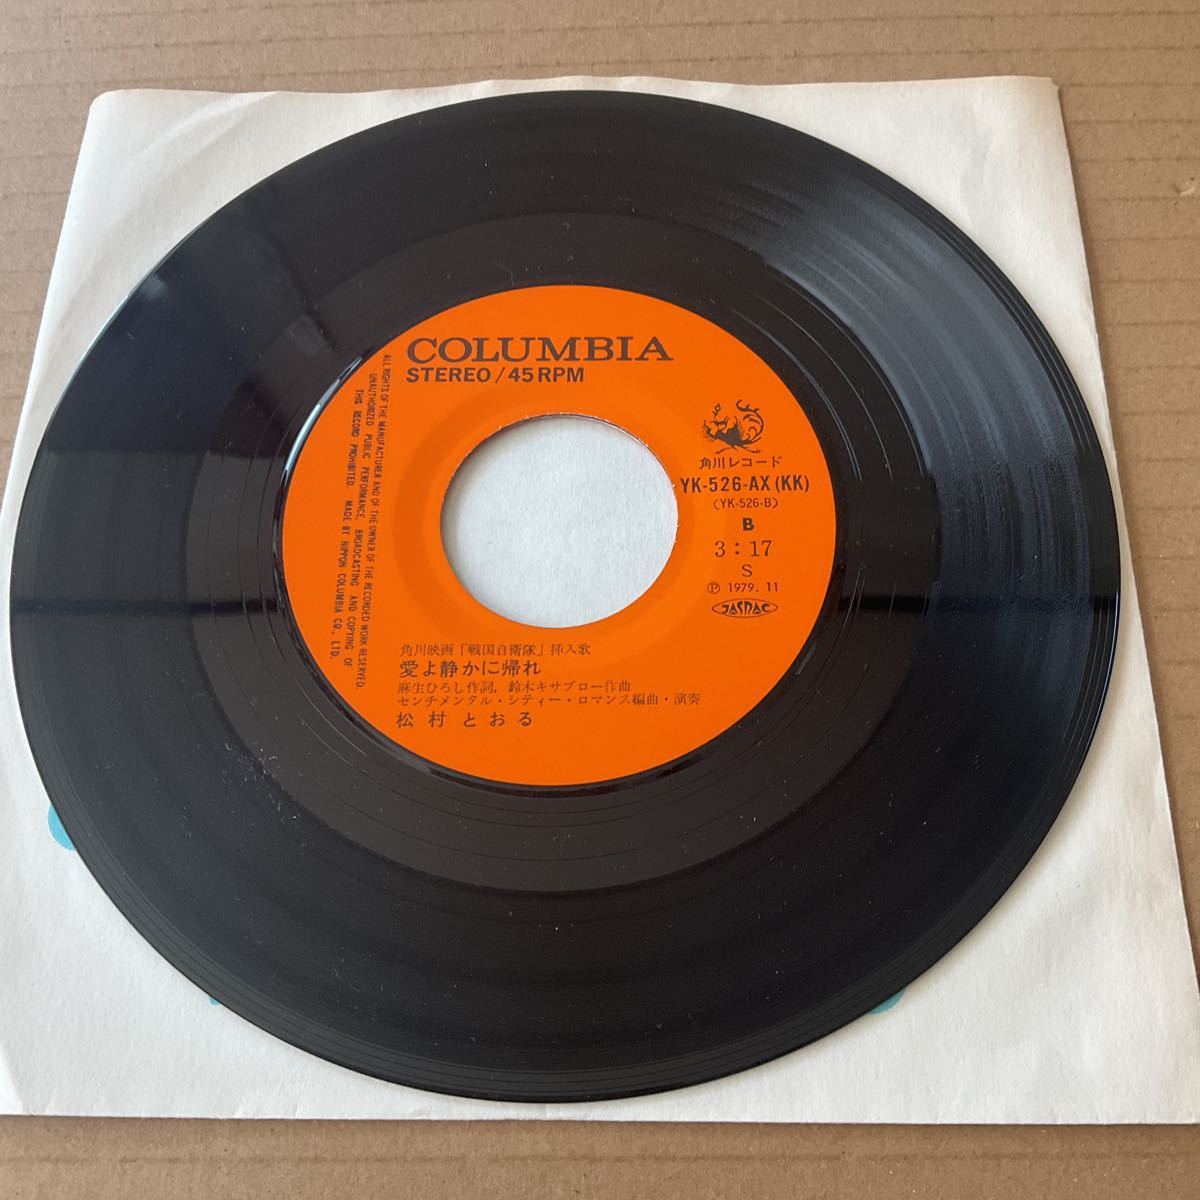 COLUMBIA
STEREO/45RPM
ALL RIGHTS OF THE MANUFACTURER AND OF THE OWNER OF THE RECORDED WORK RESERVED.
UNAUTHORIZED PUBLIC PERFORMANCE, BROADCASTING AND COPYING OF
THIS RECORD PROHIBITED. MADE BY NIPPON COLUMBIA CO., LTD.
角川レコード
YK-526-AX(KK)
(YK-526-B)
B
3:17
S
Ⓟ 1979. 11
JASRAC
角川映画「戦国自衛隊」挿入歌
愛よ静かに帰れ
麻生ひろし作詞, 鈴木キサブロー作曲
センチメンタル・シティー・ロマンス編曲・演奏
松村とおる